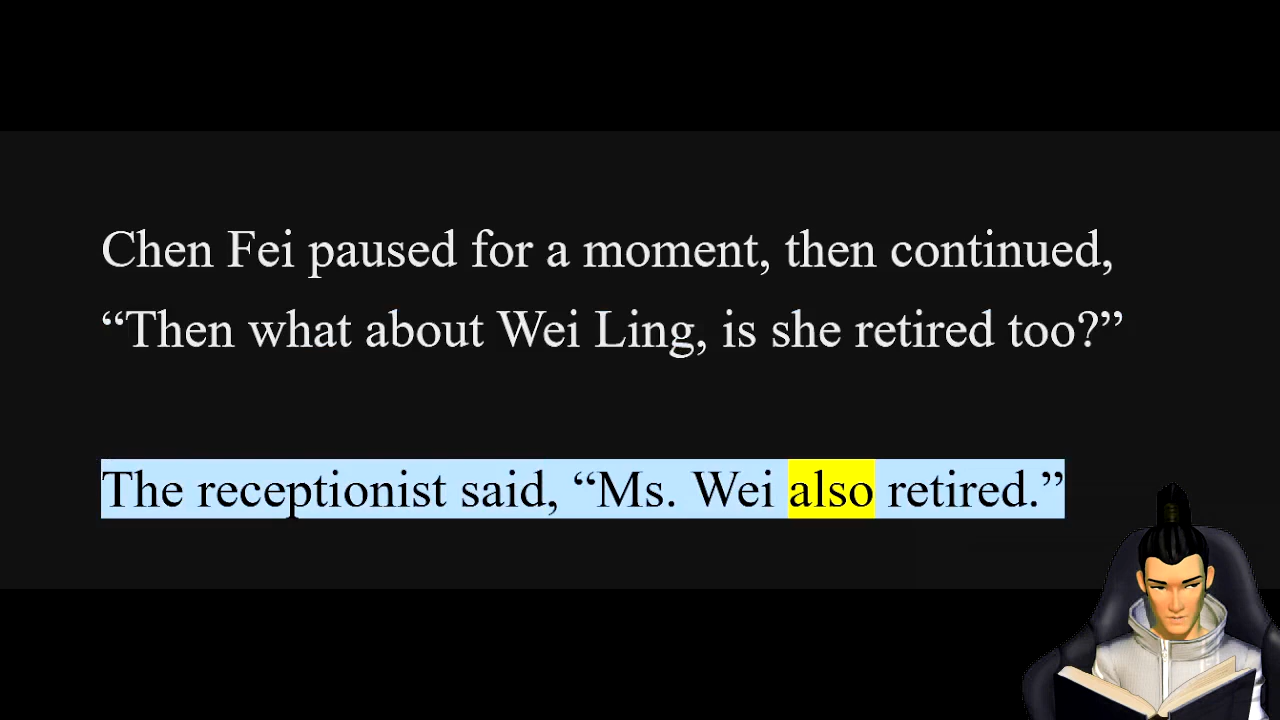 Chen Fei paused for a moment, then continued,
“Then what about Wei Ling, is she retired too?”
The receptionist said, “Ms. Wei also retired.”